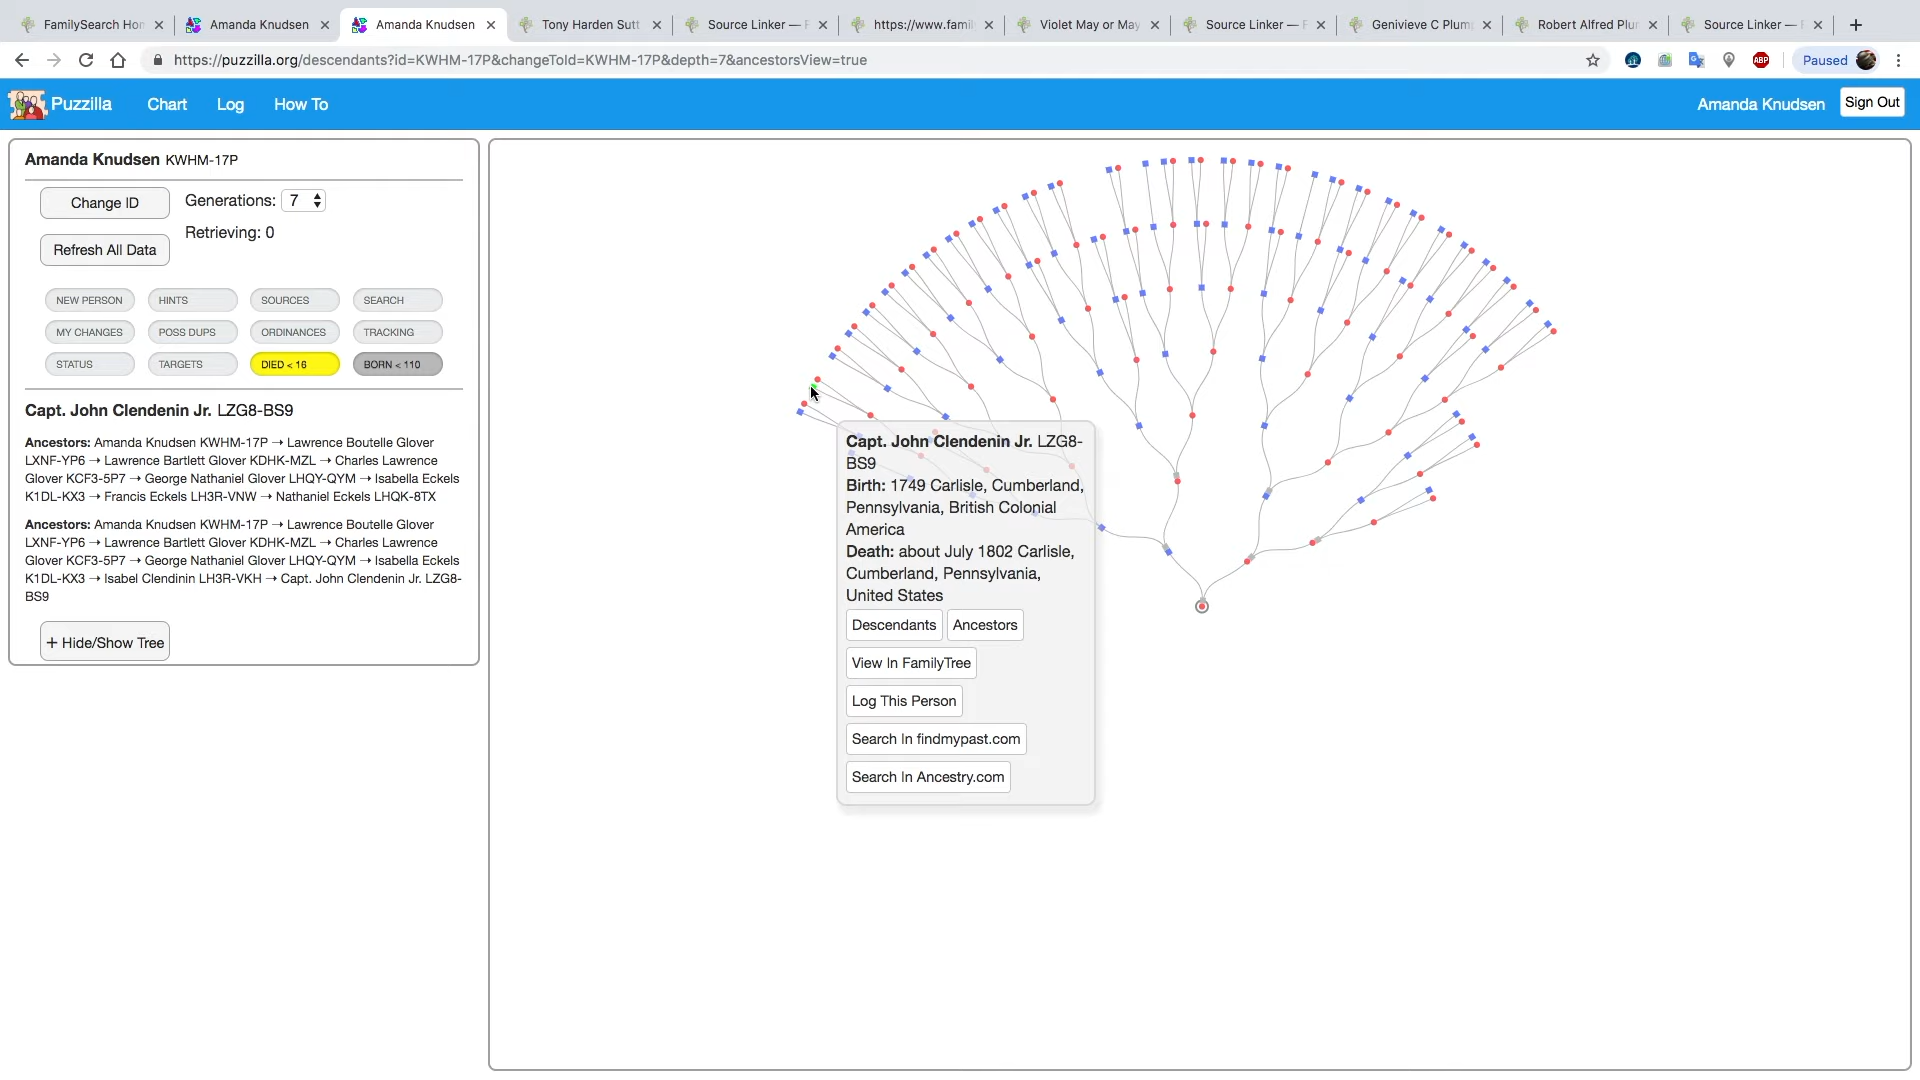 FamilySearch Hom
Amanda Knudsen
Amanda Knudsen
Tony Harden Sutt
Source Linker — F
https://www.famil
Violet May or May
Source Linker — F
Genivieve C Plum
Robert Alfred Plum
Source Linker — F
https://puzzilla.org/descendants?id=KWHM-17P&changeToId=KWHM-17P&depth=7&ancestorsView=true
ABP
Paused
Puzzilla
Chart
Log
How To
Amanda Knudsen
Sign Out
Amanda Knudsen KWHM-17P
Change ID
Generations: 7
Refresh All Data
Retrieving: 0
NEW PERSON
HINTS
SOURCES
SEARCH
MY CHANGES
POSS DUPS
ORDINANCES
TRACKING
STATUS
TARGETS
DIED < 16
BORN < 110
Capt. John Clendenin Jr. LZG8-BS9
Ancestors: Amanda Knudsen KWHM-17P → Lawrence Boutelle Glover
LXNF-YP6 → Lawrence Bartlett Glover KDHK-MZL → Charles Lawrence
Glover KCF3-5P7 → George Nathaniel Glover LHQY-QYM → Isabella Eckels
K1DL-KX3 → Francis Eckels LH3R-VNW → Nathaniel Eckels LHQK-8TX
Ancestors: Amanda Knudsen KWHM-17P → Lawrence Boutelle Glover
LXNF-YP6 → Lawrence Bartlett Glover KDHK-MZL → Charles Lawrence
Glover KCF3-5P7 → George Nathaniel Glover LHQY-QYM → Isabella Eckels
K1DL-KX3 → Isabel Clendinin LH3R-VKH → Capt. John Clendenin Jr. LZG8-
BS9
+ Hide/Show Tree
Capt. John Clendenin Jr. LZG8-
BS9
Birth: 1749 Carlisle, Cumberland,
Pennsylvania, British Colonial
America
Death: about July 1802 Carlisle,
Cumberland, Pennsylvania,
United States
Descendants
Ancestors
View In FamilyTree
Log This Person
Search In findmypast.com
Search In Ancestry.com